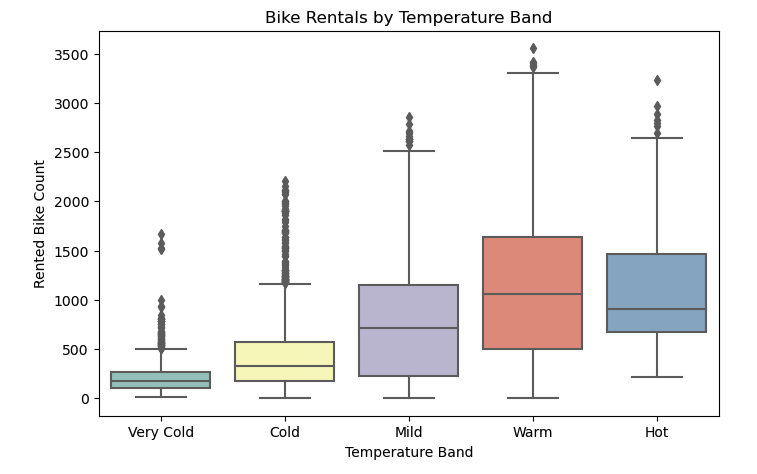 Bike Rentals by Temperature Band
3500
3000
2500
2000
1500
1000
500
0
Rented Bike Count
Very Cold
Cold
Mild
Warm
Hot
Temperature Band